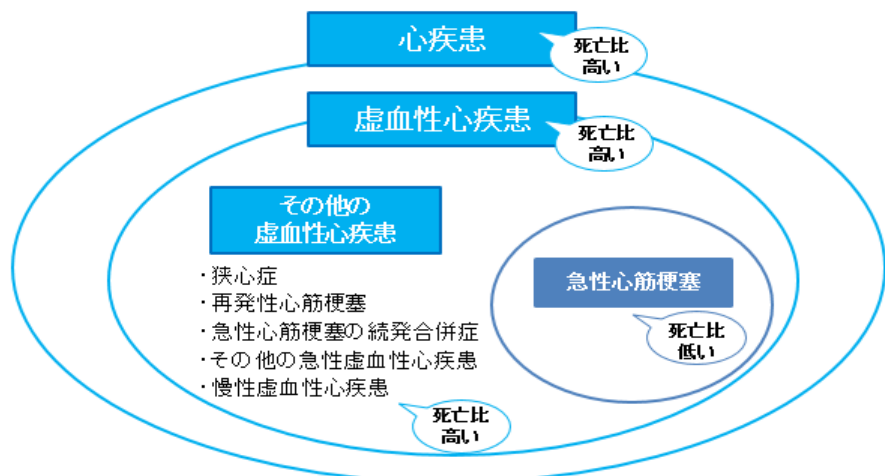 心疾患
死亡比
高い
虚血性心疾患
死亡比
高い
その他の
虚血性心疾患
・狭心症
・再発性心筋梗塞
・急性心筋梗塞の続発合併症
・その他の急性虚血性心疾患
・慢性虚血性心疾患
死亡比
高い
急性心筋梗塞
死亡比
低い